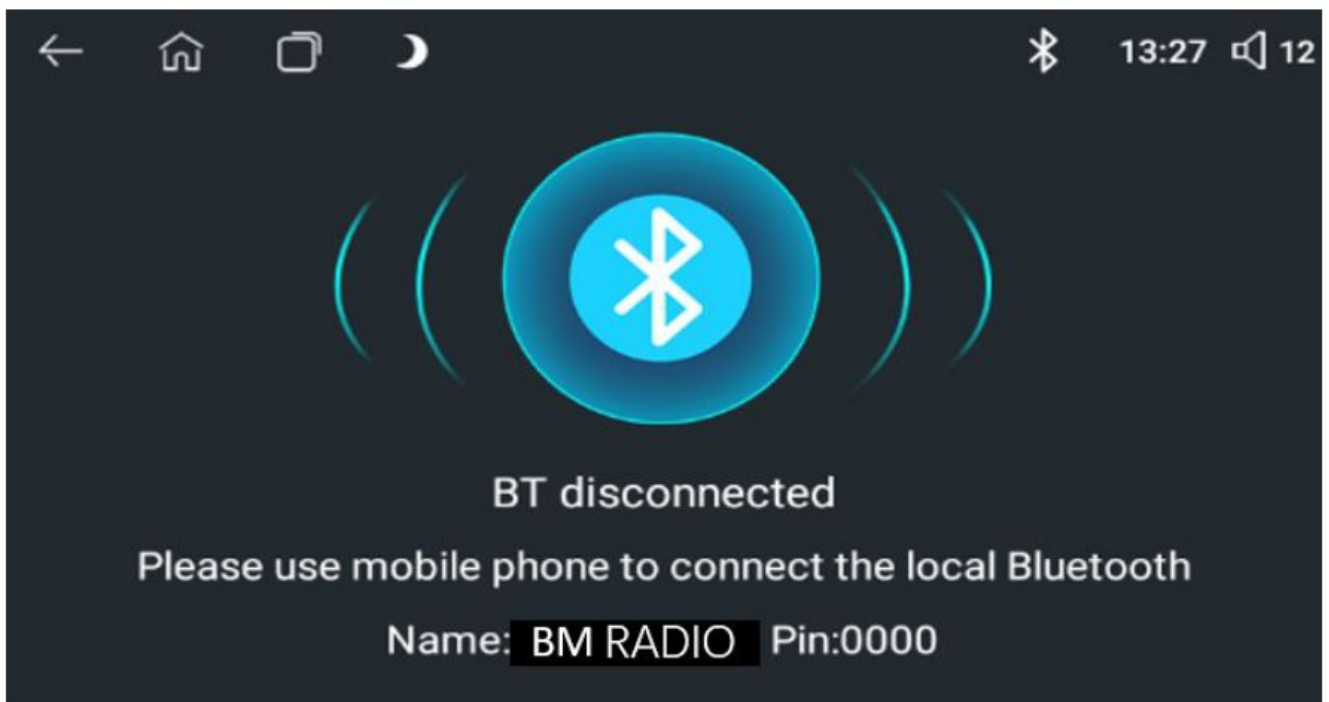 13:27 12
BT disconnected
Please use mobile phone to connect the local Bluetooth
Name: BM RADIO Pin:0000